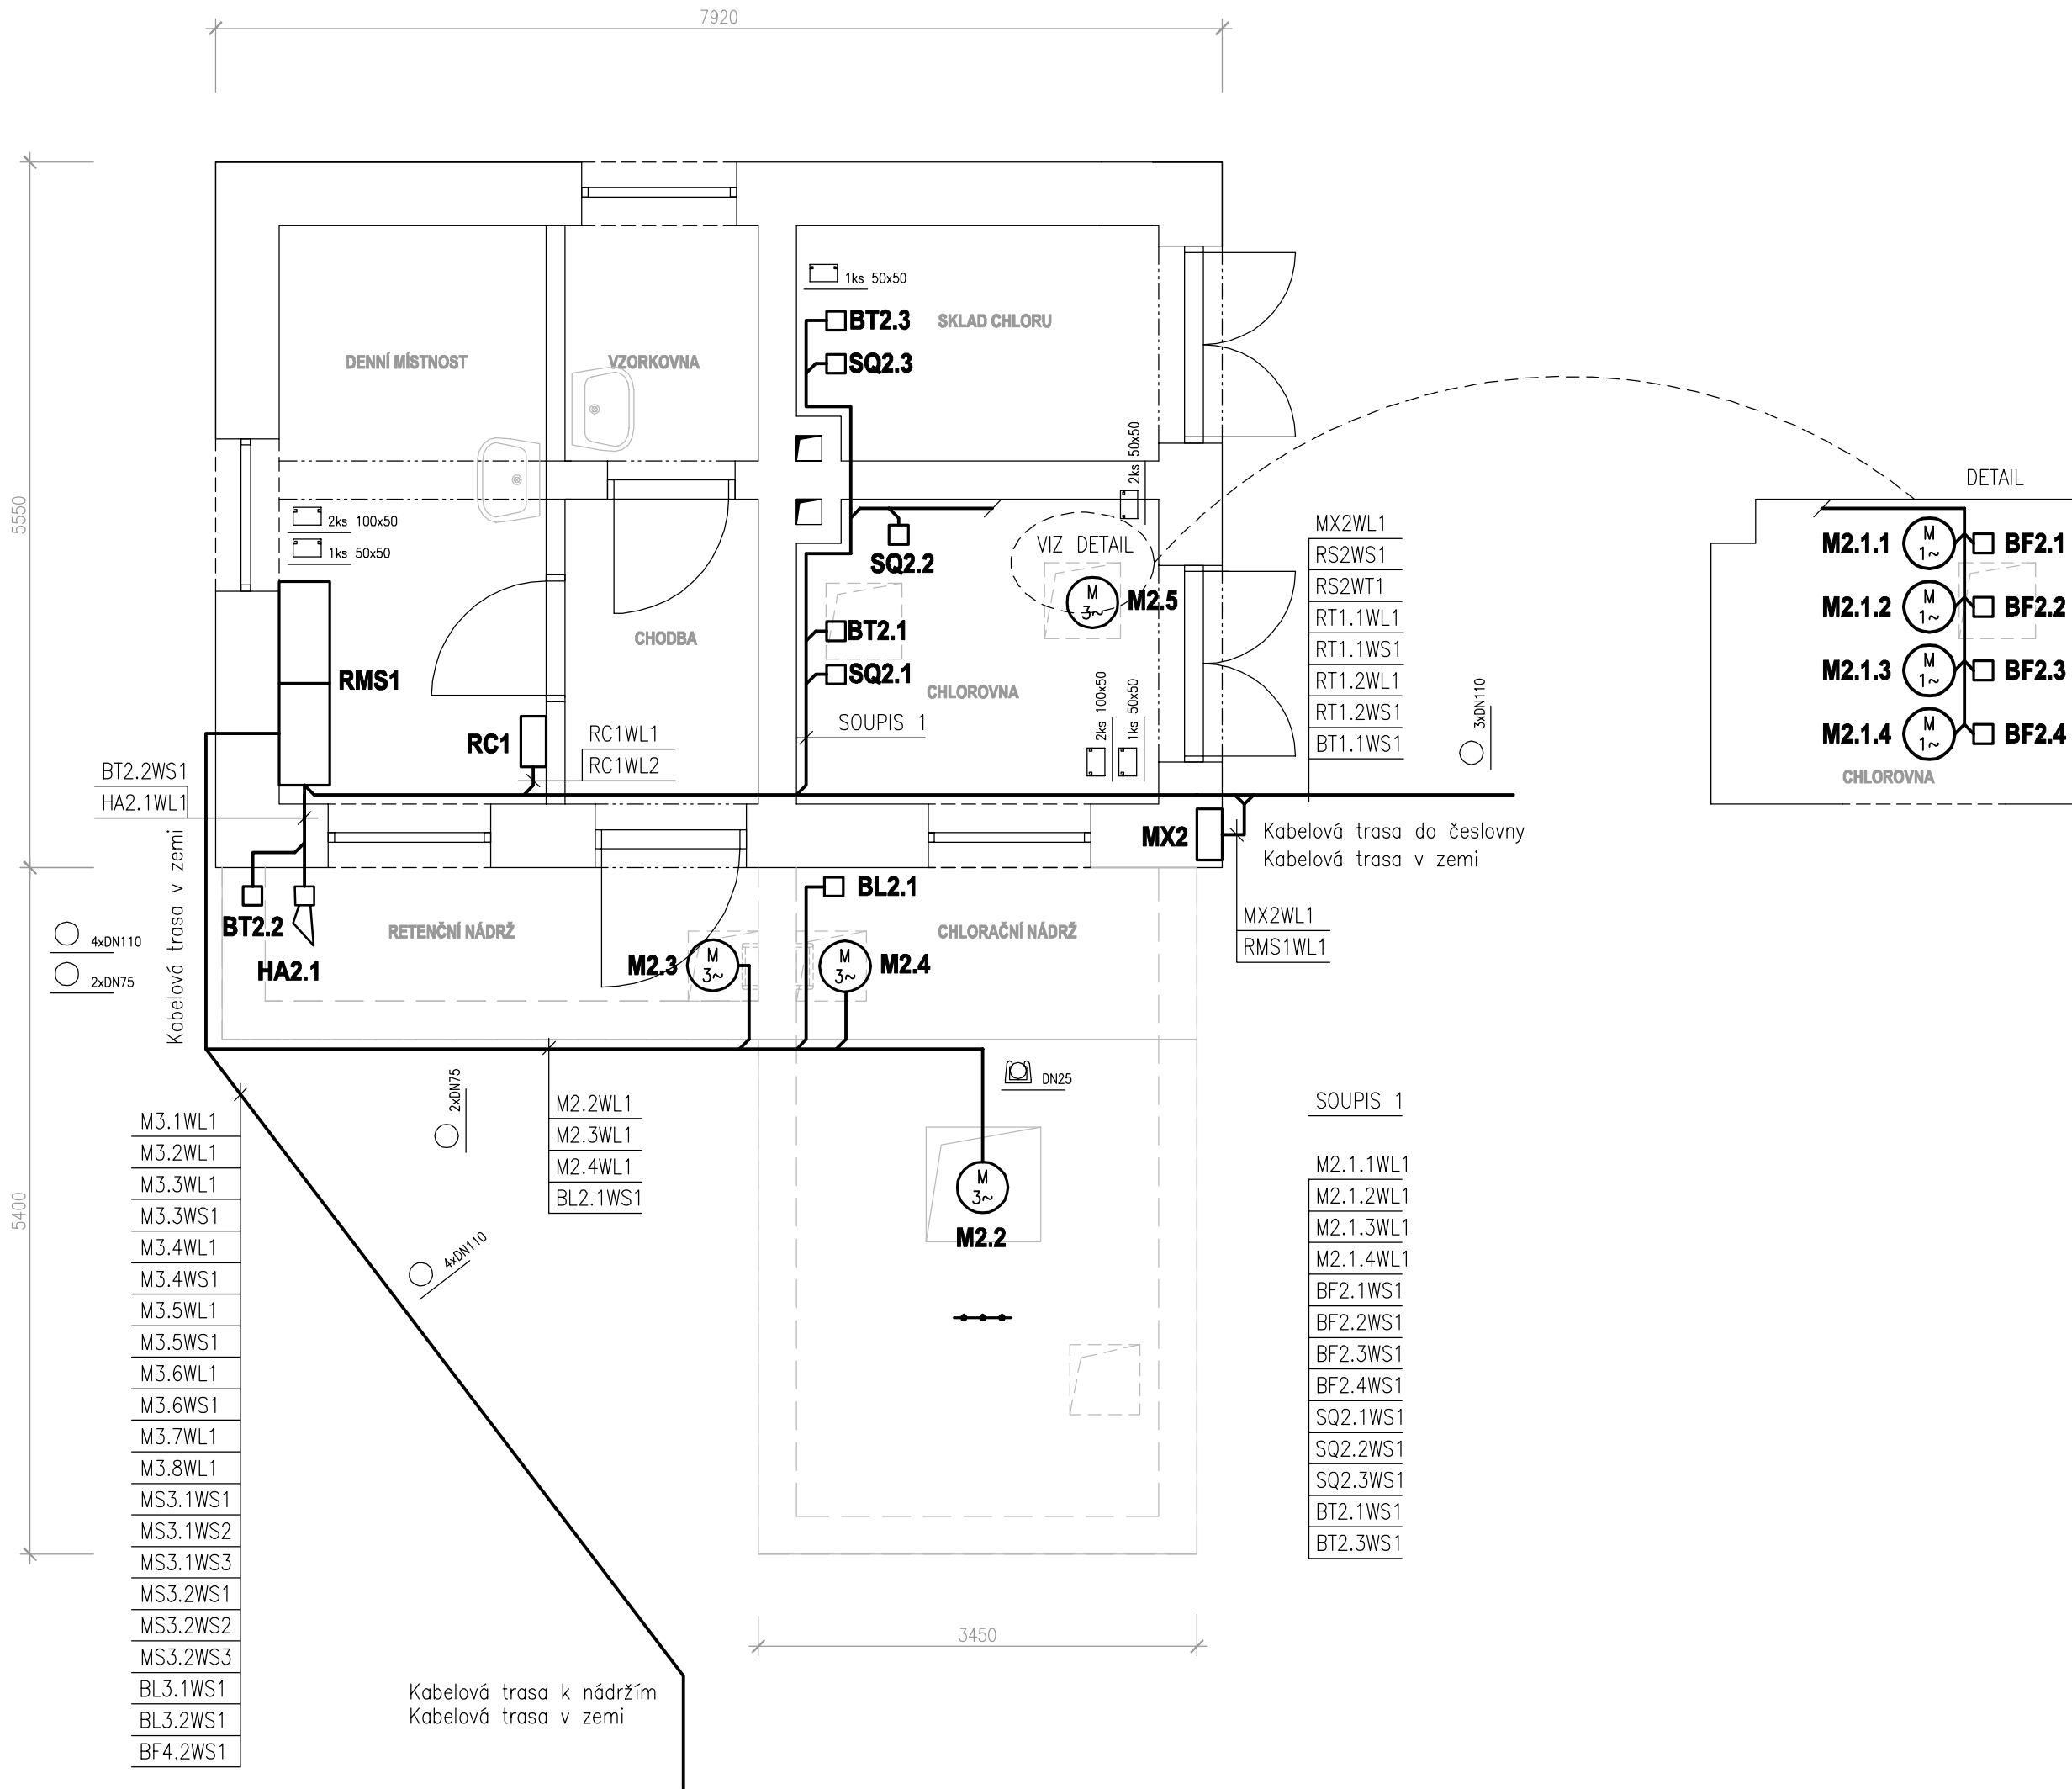 7920
5550
5400
3450
DENNÍ MÍSTNOST
VZORKOVNA
SKLAD CHLORU
1ks 50x50
BT2.3
SQ2.3
2ks 100x50
1ks 50x50
2ks 50x50
SQ2.2
VIZ DETAIL
M
3~
M2.5
BT2.1
SQ2.1
CHODBA
CHLOROVNA
SOUPIS 1
2ks 100x50
1ks 50x50
RMS1
RC1
RC1WL1
RC1WL2
BT2.2WS1
HA2.1WL1
Kabelová trasa v zemi
4xDN110
2xDN75
BT2.2
HA2.1
RETENČNÍ NÁDRŽ
M
3~
M2.3
BL2.1
CHLORAČNÍ NÁDRŽ
M
3~
M2.4
MX2
Kabelová trasa do česlovny
Kabelová trasa v zemi
MX2WL1
RMS1WL1
MX2WL1
RS2WS1
RS2WT1
RT1.1WL1
RT1.1WS1
RT1.2WL1
RT1.2WS1
BT1.1WS1
3xDN110
DETAIL
M2.1.1
M
1~
BF2.1
M2.1.2
M
1~
BF2.2
M2.1.3
M
1~
BF2.3
M2.1.4
M
1~
BF2.4
CHLOROVNA
2xDN75
4xDN110
M2.2WL1
M2.3WL1
M2.4WL1
BL2.1WS1
DN25
M
3~
M2.2
M3.1WL1
M3.2WL1
M3.3WL1
M3.3WS1
M3.4WL1
M3.4WS1
M3.5WL1
M3.5WS1
M3.6WL1
M3.6WS1
M3.7WL1
M3.8WL1
MS3.1WS1
MS3.1WS2
MS3.1WS3
MS3.2WS1
MS3.2WS2
MS3.2WS3
BL3.1WS1
BL3.2WS1
BF4.2WS1
Kabelová trasa k nádržím
Kabelová trasa v zemi
SOUPIS 1
M2.1.1WL1
M2.1.2WL1
M2.1.3WL1
M2.1.4WL1
BF2.1WS1
BF2.2WS1
BF2.3WS1
BF2.4WS1
SQ2.1WS1
SQ2.2WS1
SQ2.3WS1
BT2.1WS1
BT2.3WS1